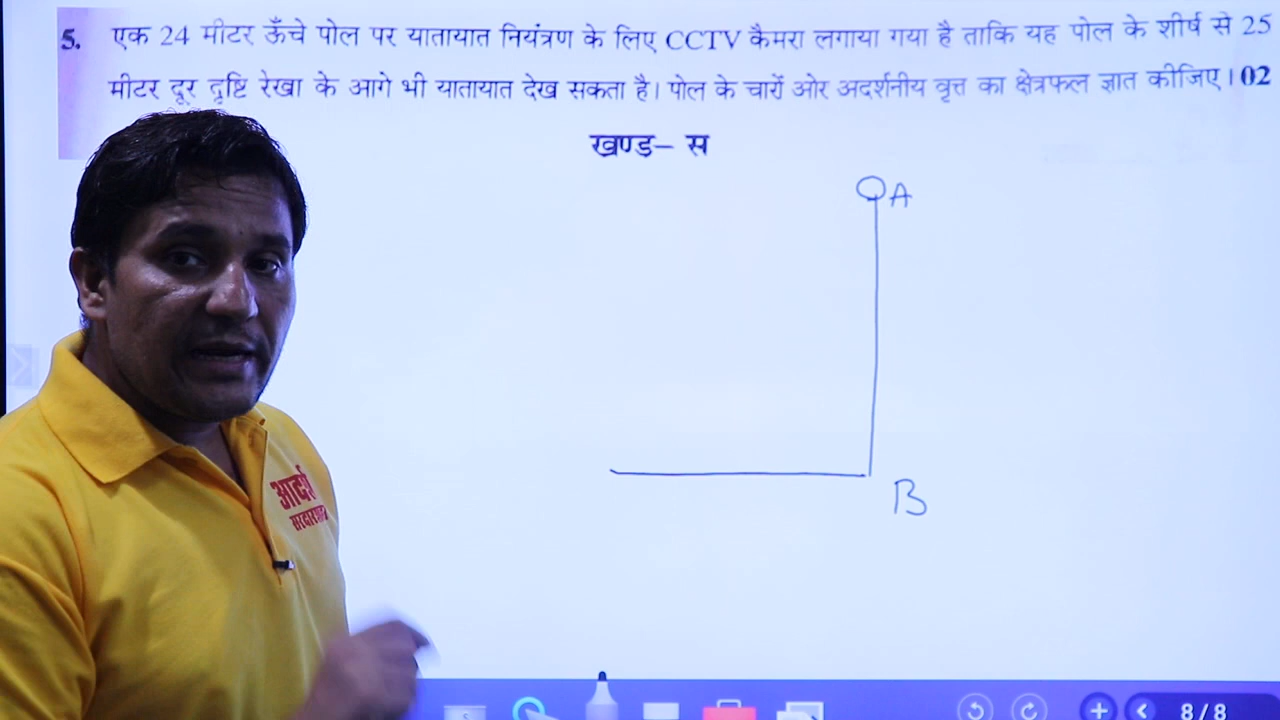 5. एक 24 मीटर ऊँचे पोल पर यातायात नियंत्रण के लिए CCTV कैमरा लगाया गया है ताकि यह पोल के शीर्ष से 25
मीटर दूर दृष्टि रेखा के आगे भी यातायात देख सकता है। पोल के चारों ओर अदर्शनीय वृत्त का क्षेत्रफल ज्ञात कीजिए। 02
खण्ड– स
A
B
आदर्श
8/8